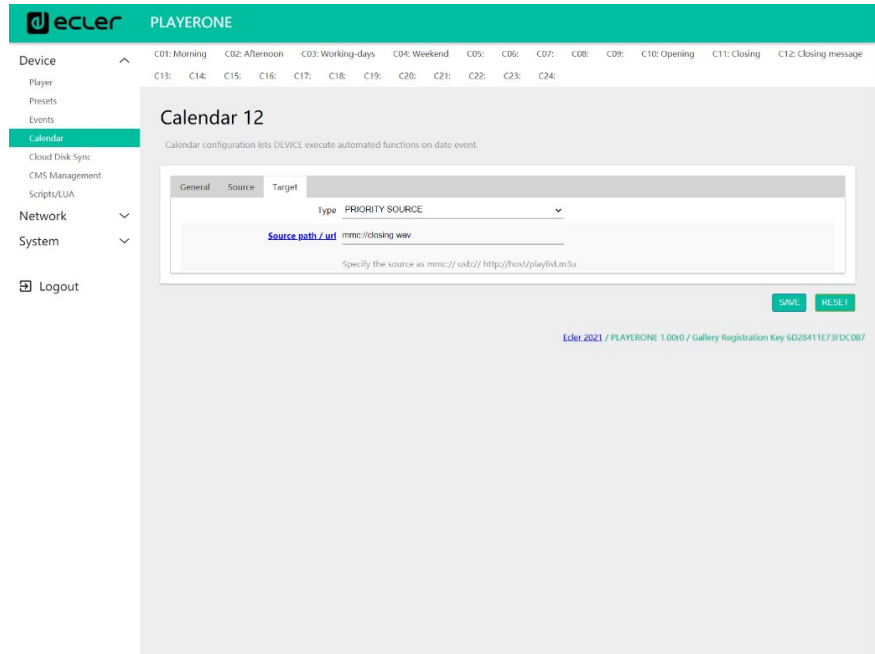 ecler
PLAYERONE
Device
Player
Presets
Events
Calendar
Cloud Disk Sync
CMS Management
Scripts/LUA
Network
System
Logout
C01: Morning C02: Afternoon C03: Working-days C04: Weekend C05: C06: C07: C08: C09: C10: Opening C11: Closing C12: Closing message
C13: C14: C15: C16: C17: C18: C19: C20: C21: C22: C23: C24:
Calendar 12
Calendar configuration lets DEVICE execute automated functions on date event.
General Source Target
Type PRIORITY SOURCE
Source path / url mmc://closing.wav
Specify the source as mmc:// usb:// http://host/playlist.m3u
SAVE RESET
Ecler 2021 / PLAYERONE 1.00r0 / Gallery Registration Key 6D28411E73FDC0B7